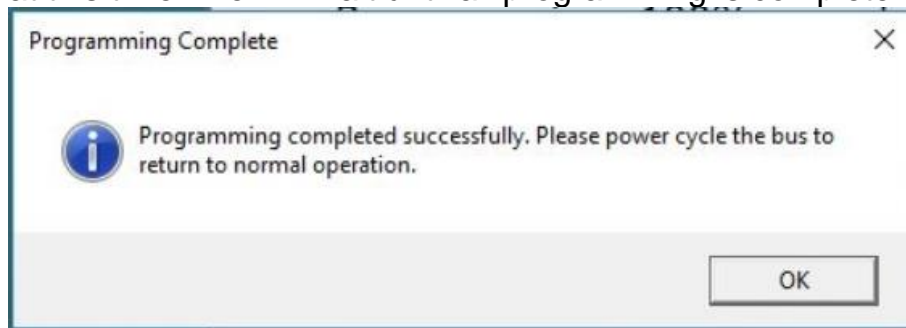 Programming Complete
Programming completed successfully. Please power cycle the bus to
return to normal operation.
OK